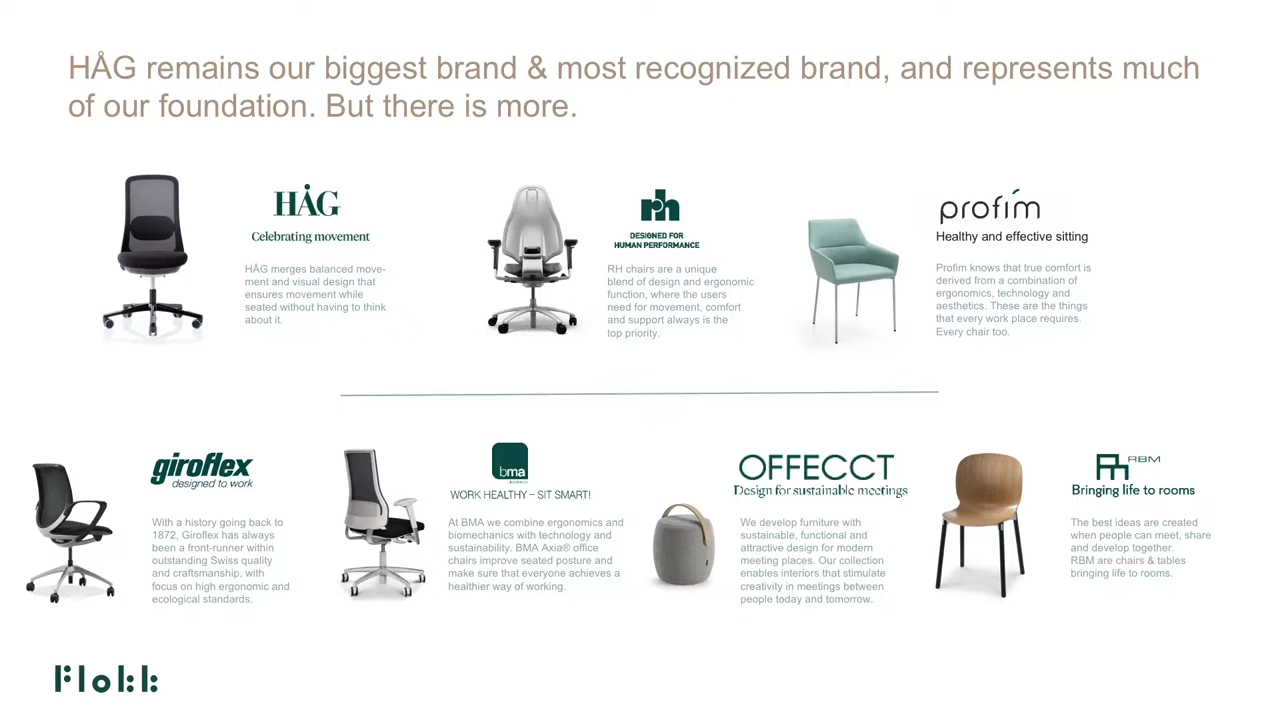 HÅG remains our biggest brand & most recognized brand, and represents much
of our foundation. But there is more.
HÅG
Celebrating movement
HÅG merges balanced move-
ment and visual design that
ensures movement while
seated without having to think
about it.
rh
DESIGNED FOR
HUMAN PERFORMANCE
RH chairs are a unique
blend of design and ergonomic
function, where the users
need for movement, comfort
and support always is the
top priority.
profim
Healthy and effective sitting
Profim knows that true comfort is
derived from a combination of
ergonomics, technology and
aesthetics. These are the things
that every work place requires.
Every chair too.
giroflex
designed to work
With a history going back to
1872, Giroflex has always
been a front-runner within
outstanding Swiss quality
and craftsmanship, with
focus on high ergonomic and
ecological standards.
bma
WORK HEALTHY – SIT SMART!
At BMA we combine ergonomics and
biomechanics with technology and
sustainability. BMA Axia® office
chairs improve seated posture and
make sure that everyone achieves a
healthier way of working.
OFFECCT
Design for sustainable meetings
We develop furniture with
sustainable, functional and
attractive design for modern
meeting places. Our collection
enables interiors that stimulate
creativity in meetings between
people today and tomorrow.
RBM
Bringing life to rooms
The best ideas are created
when people can meet, share
and develop together.
RBM are chairs & tables
bringing life to rooms.
Flokk